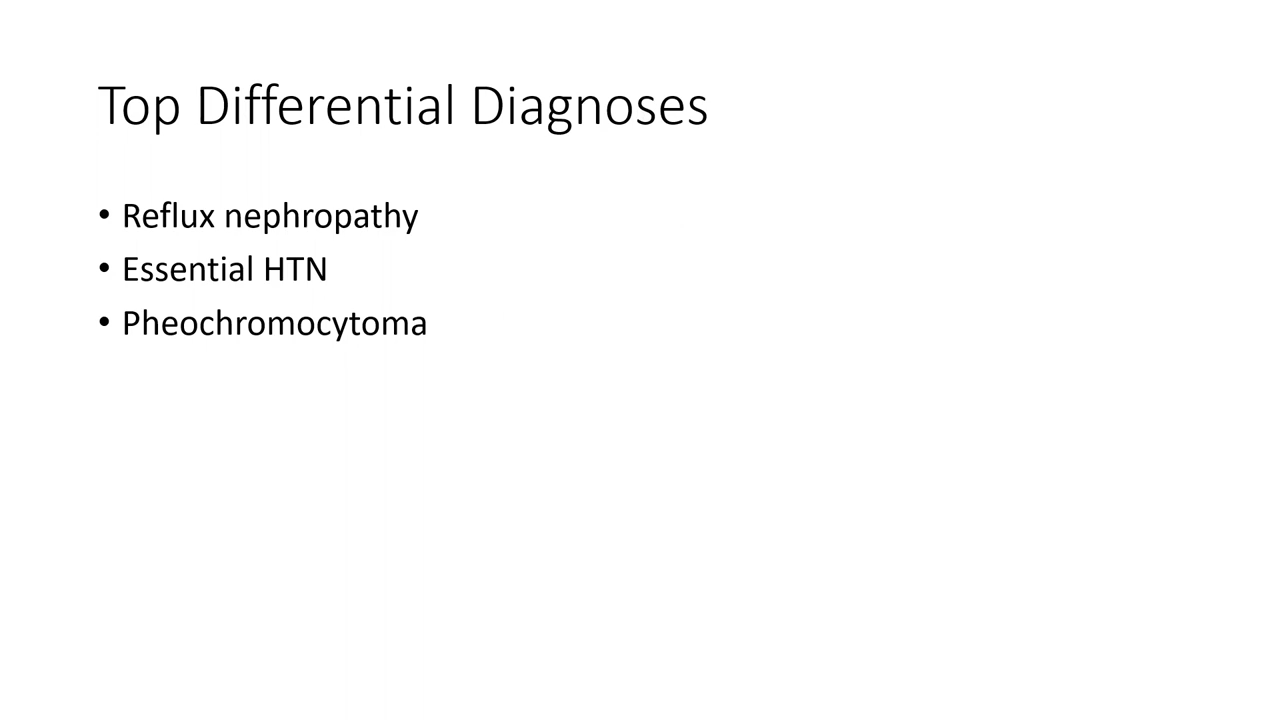 Top Differential Diagnoses
• Reflux nephropathy
• Essential HTN
• Pheochromocytoma